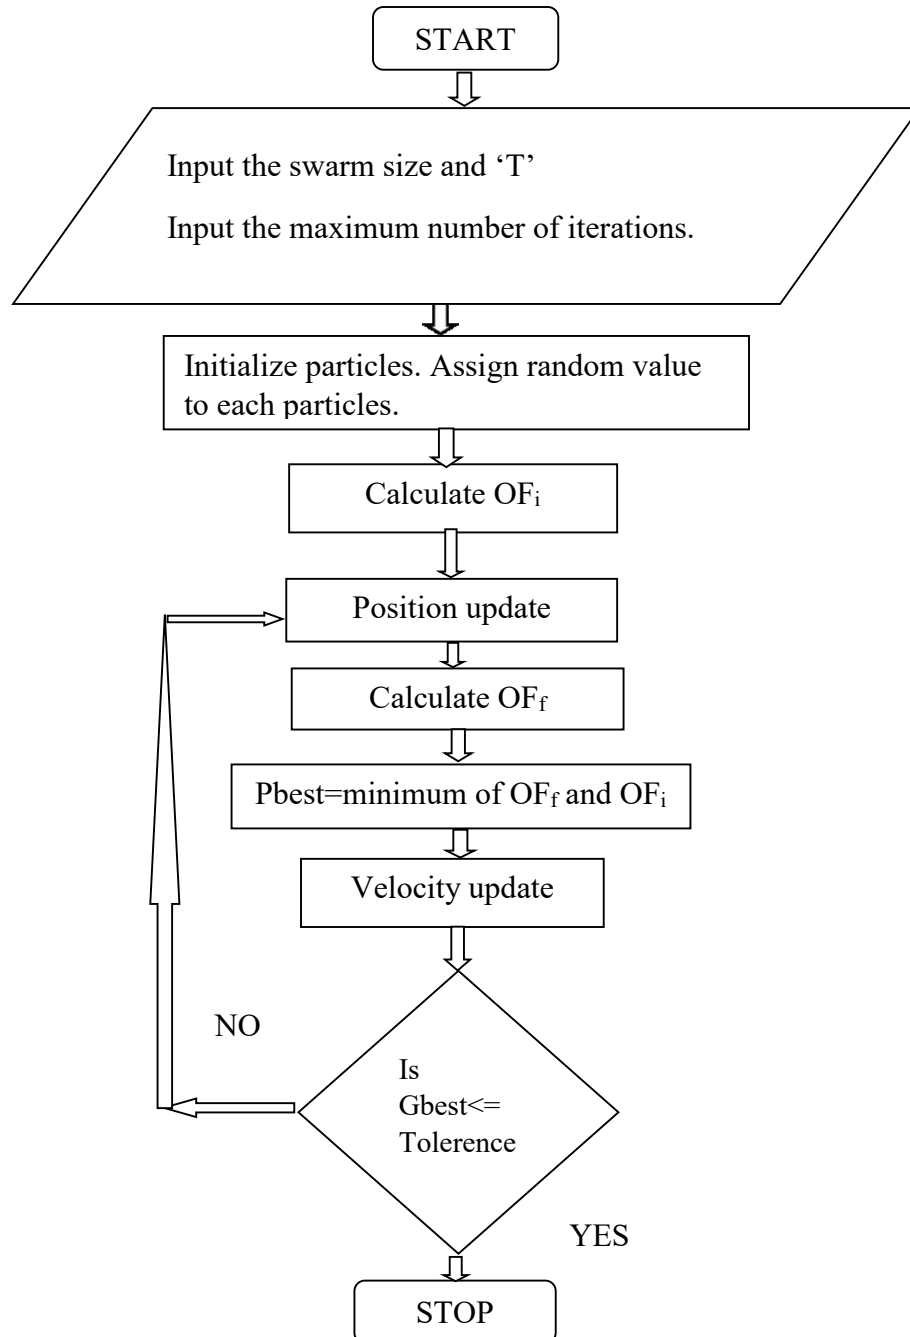 START
Input the swarm size and ‘T’
Input the maximum number of iterations.
Initialize particles. Assign random value
to each particles.
Calculate OFi
Position update
Calculate OFf
Pbest=minimum of OFf and OFi
Velocity update
NO
Is
Gbest<=
Tolerence
YES
STOP